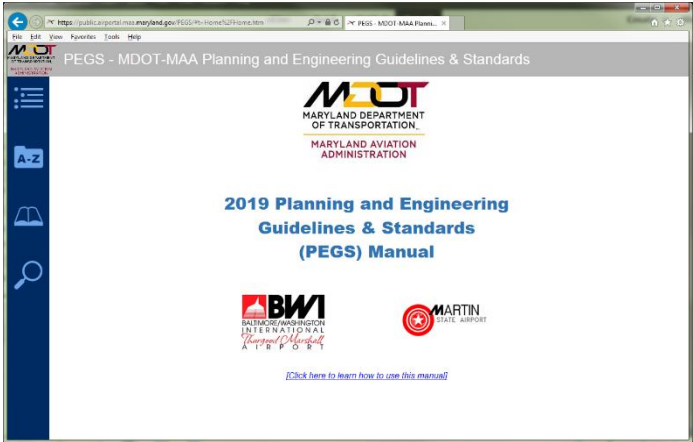 https://public.airportal.maa.maryland.gov/PEGS/#t=Home%2FHome.htm
PEGS - MDOT-MAA Planni...
File Edit View Favorites Tools Help
MDOT
PEGS - MDOT-MAA Planning and Engineering Guidelines & Standards
MDOT
MARYLAND DEPARTMENT
OF TRANSPORTATION
MARYLAND AVIATION
ADMINISTRATION
A-Z
2019 Planning and Engineering
Guidelines & Standards
(PEGS) Manual
BWI
BALTIMORE/WASHINGTON
INTERNATIONAL
Thurgood Marshall
AIRPORT
MARTIN
STATE AIRPORT
[Click here to learn how to use this manual]